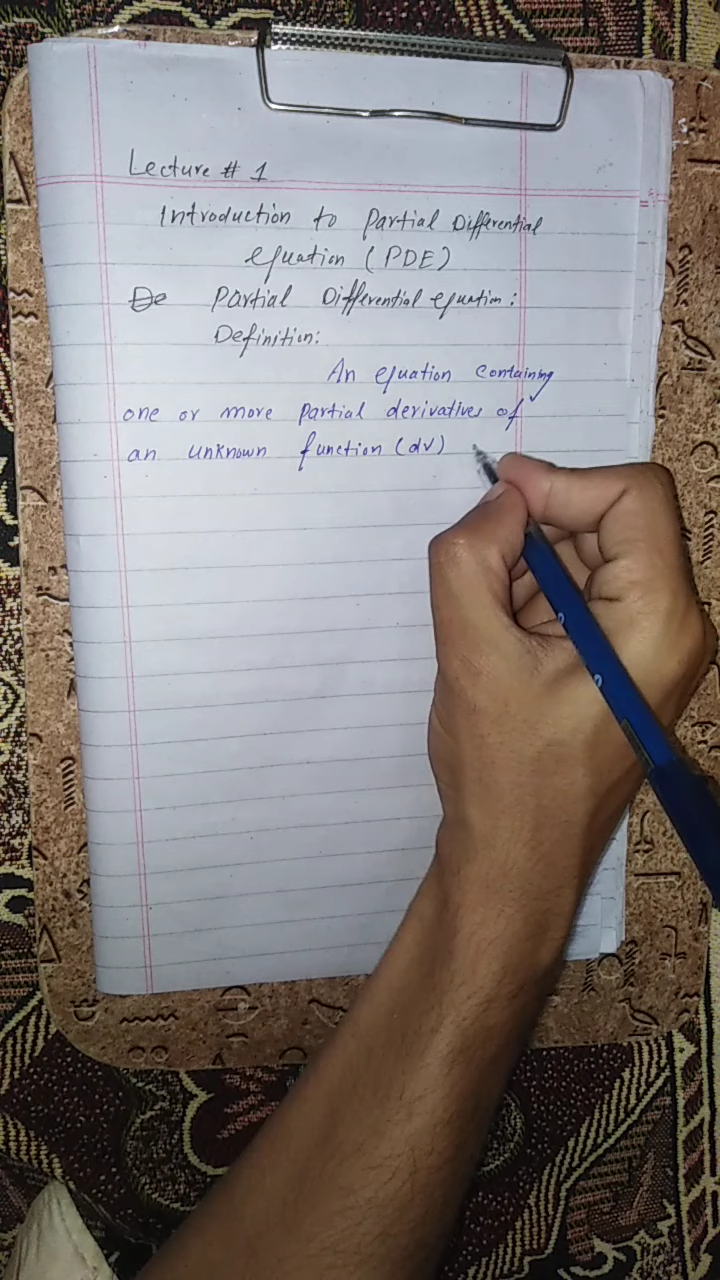 Lecture # 1
Introduction to Partial Differential
equation (PDE)
De Partial Differential equation:
Definition:
An equation containing
one or more partial derivatives of
an unknown function (dv)